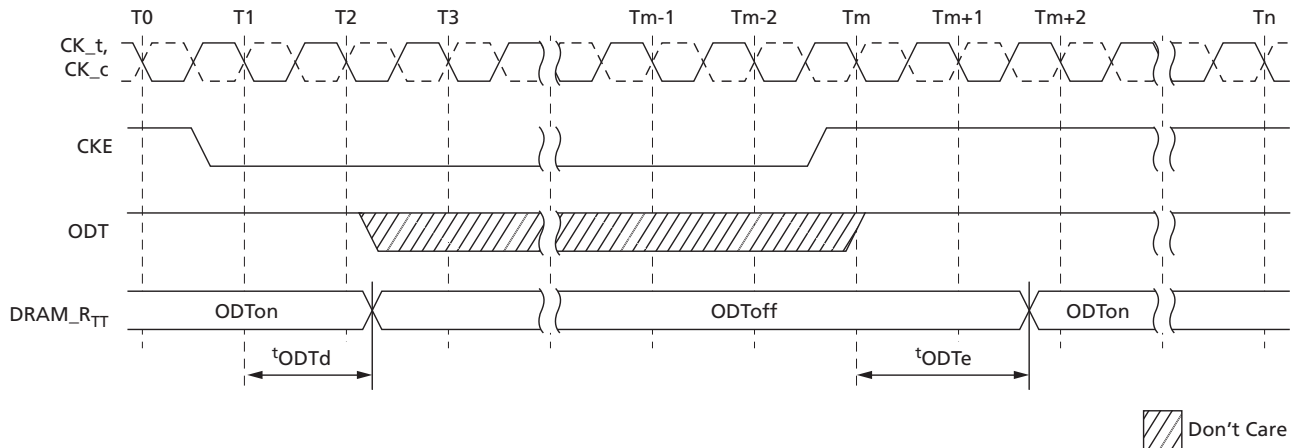 T0 T1 T2 T3 Tm-1 Tm-2 Tm Tm+1 Tm+2 Tn
CK_t,
CK_c
CKE
ODT
DRAM_RTT ODTon ODToff ODTon
tODTd tODTe
Don't Care